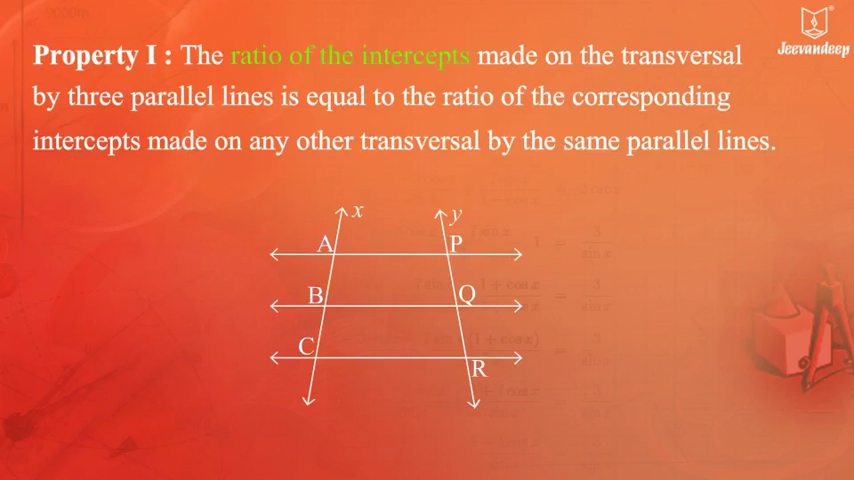 Jeevandeep
Property I : The ratio of the intercepts made on the transversal
by three parallel lines is equal to the ratio of the corresponding
intercepts made on any other transversal by the same parallel lines.
x y
A P
B Q
C
R